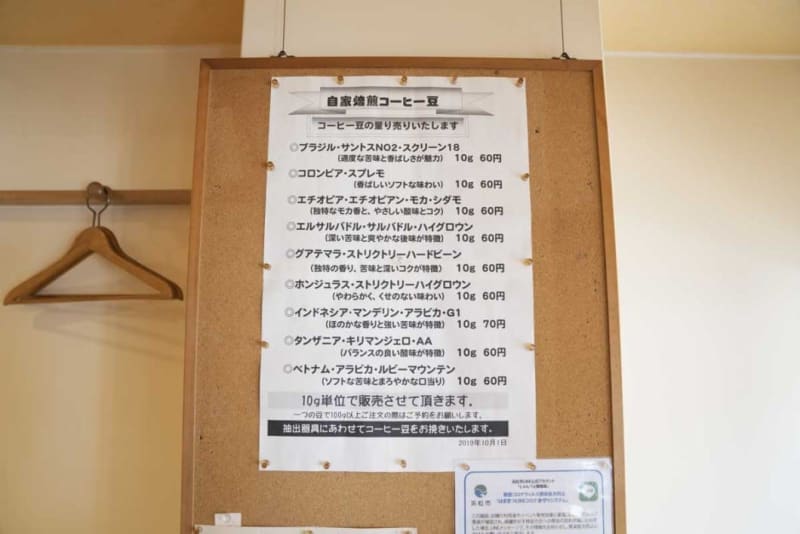 自家焙煎コーヒー豆
コーヒー豆の量り売りいたします
◎ブラジル・サントスNO2・スクリーン18
(適度な苦味と香ばしさが魅力) 10g 60円
◎コロンビア・スプレモ
(香ばしいソフトな味わい) 10g 60円
◎エチオピア・エチオピアン・モカ・シダモ
(独特なモカ香と、やさしい酸味とコク) 10g 60円
◎エルサルバドル・サルバドル・ハイグロウン
(深い苦味と爽やかな後味が特徴) 10g 60円
◎グアテマラ・ストリクトリーハードビーン
(独特の香り、苦味と深いコクが特徴) 10g 60円
◎ホンジュラス・ストリクトリーハイグロウン
(やわらかく、くせのない味わい) 10g 60円
◎インドネシア・マンデリン・アラビカ・G1
(ほのかな香りと強い苦味が特徴) 10g 70円
◎タンザニア・キリマンジェロ・AA
(バランスの良い酸味が特徴) 10g 60円
◎ベトナム・アラビカ・ルビーマウンテン
(ソフトな苦味とまろやかな口当り) 10g 60円
10g単位で販売させて頂きます。
一つの豆で100g以上ご注文の際はご予約をお願いします。
抽出器具にあわせてコーヒー豆をお挽きいたします。
2019年10月1日
浜松市